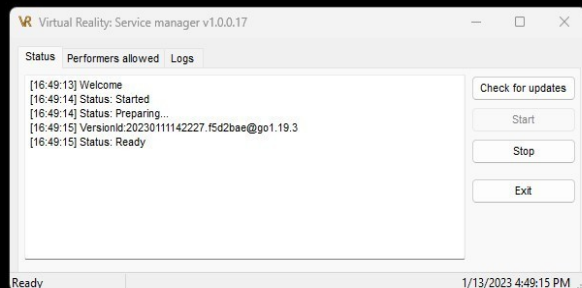 VR Virtual Reality: Service manager v1.0.0.17
Status Performers allowed Logs
[16:49:13] Welcome
[16:49:14] Status: Started
[16:49:14] Status: Preparing...
[16:49:15] VersionId:20230111142227.f5d2bae@go1.19.3
[16:49:15] Status: Ready
Check for updates
Start
Stop
Exit
Ready 1/13/2023 4:49:15 PM